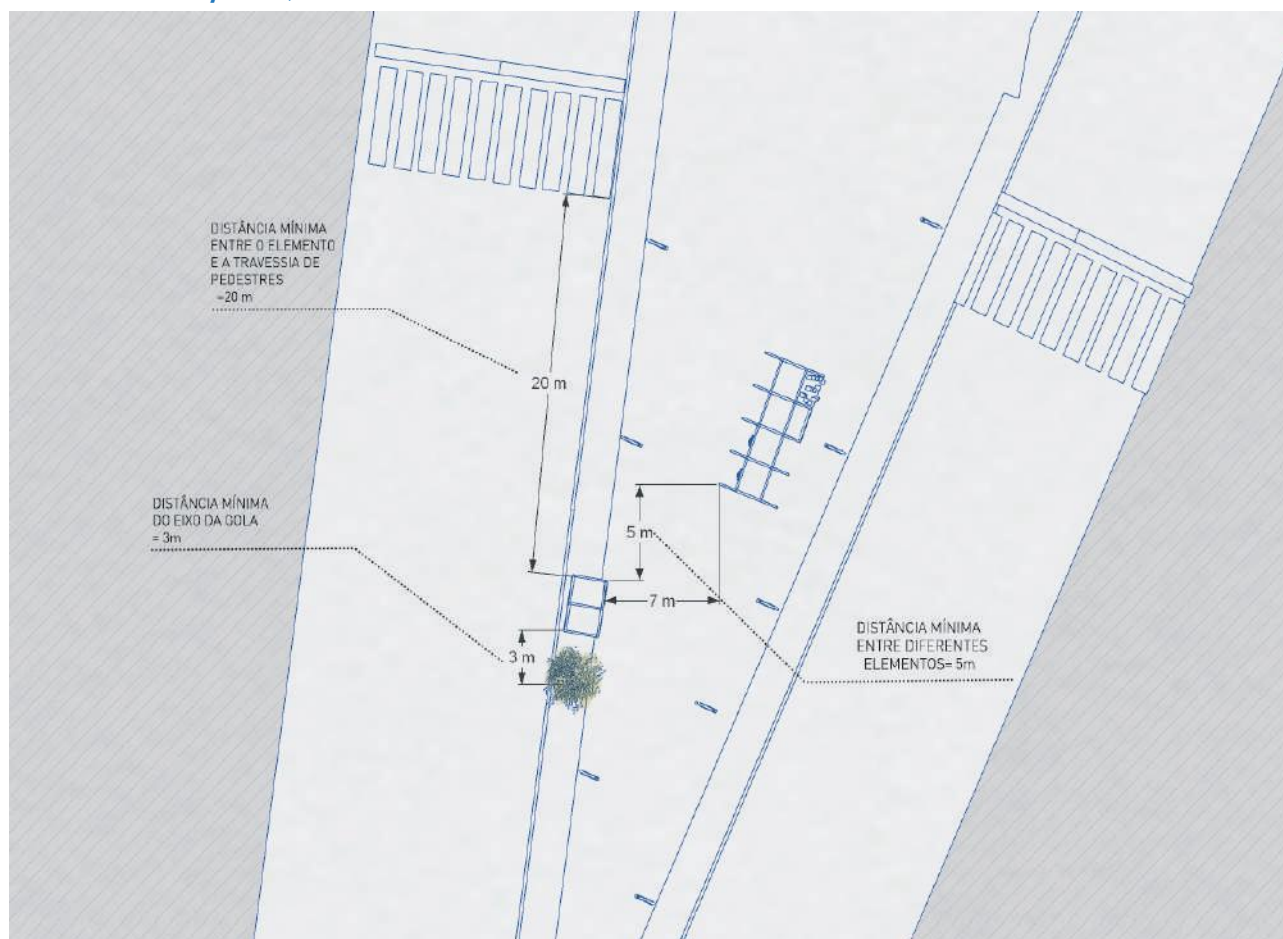 DISTÂNCIA MÍNIMA
ENTRE O ELEMENTO
E A TRAVESSIA DE
PEDESTRES
=20 m
20 m
DISTÂNCIA MÍNIMA
DO EIXO DA GOLA
= 3m
5 m
7 m
3 m
DISTÂNCIA MÍNIMA
ENTRE DIFERENTES
ELEMENTOS= 5m